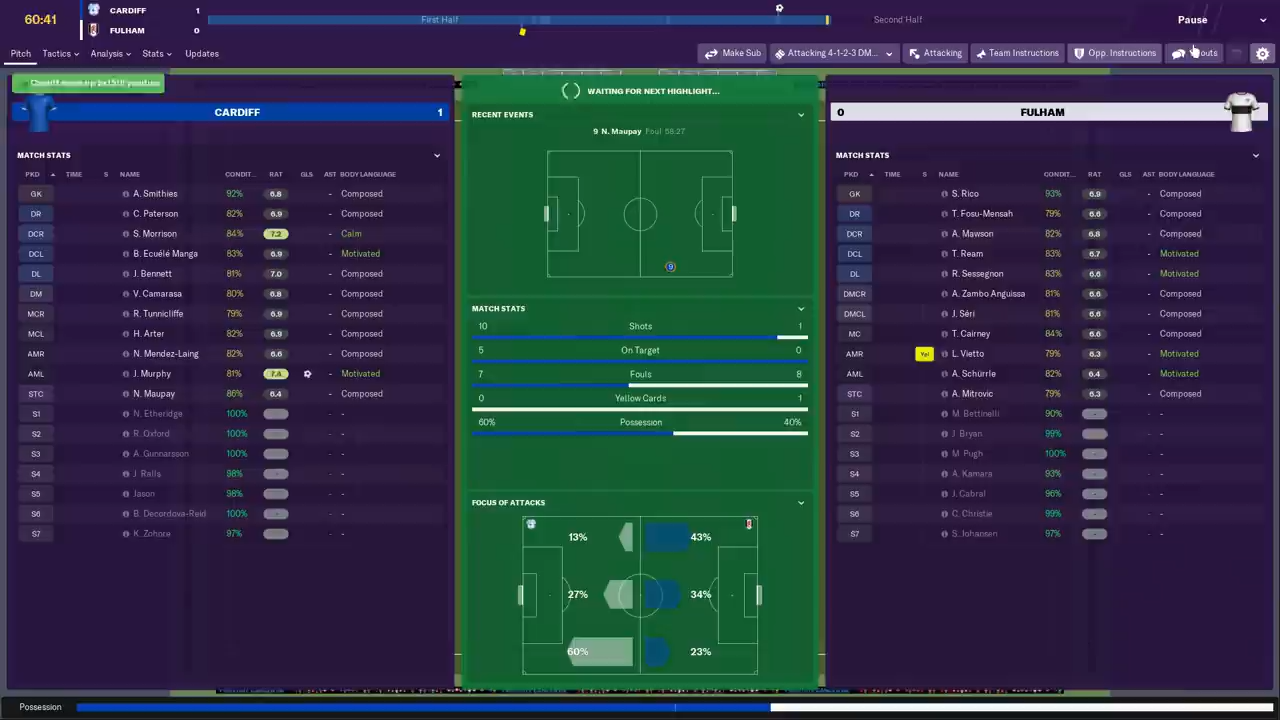 60:41
CARDIFF 1
FULHAM 0
First Half
Second Half
Pause
Pitch Tactics Analysis Stats Updates
Make Sub Attacking 4-1-2-3 DM... Attacking Team Instructions Opp. Instructions
CARDIFF 1
WAITING FOR NEXT HIGHLIGHT...
0 FULHAM
RECENT EVENTS
9 N. Maupay Foul 58:27
9
MATCH STATS
PKD TIME S NAME CONDIT... RAT GLS AST BODY LANGUAGE
GK A. Smithies 92% 6.8 - Composed
DR C. Paterson 82% 6.9 - Composed
DCR S. Morrison 84% 7.2 - Calm
DCL B. Ecuélé Manga 83% 6.9 - Motivated
DL J. Bennett 81% 7.0 - Composed
DM V. Camarasa 80% 6.8 - Composed
MCR R. Tunnicliffe 79% 6.9 - Composed
MCL H. Arter 82% 6.9 - Composed
AMR N. Mendez-Laing 82% 6.6 - Composed
AML J. Murphy 81% 7.4 - Motivated
STC N. Maupay 86% 6.4 - Composed
S1 N. Etheridge 100% - - -
S2 R. Oxford 100% - - -
S3 A. Gunnarsson 100% - - -
S4 J. Ralls 98% - - -
S5 Jason 98% - - -
S6 B. Decordova-Reid 100% - - -
S7 K. Zohore 97% - - -
MATCH STATS
10 Shots 1
5 On Target 0
7 Fouls 8
0 Yellow Cards 1
60% Possession 40%
FOCUS OF ATTACKS
13% 43%
27% 34%
60% 23%
MATCH STATS
PKD TIME S NAME CONDIT... RAT GLS AST BODY LANGUAGE
GK S. Rico 93% 6.9 - Composed
DR T. Fosu-Mensah 79% 6.6 - Composed
DCR A. Mawson 82% 6.8 - Composed
DCL T. Ream 83% 6.7 - Motivated
DL R. Sessegnon 83% 6.6 - Motivated
DMCR A. Zambo Anguissa 81% 6.6 - Composed
DMCL J. Séri 81% 6.6 - Composed
MC T. Cairney 84% 6.6 - Composed
AMR Yel L. Vietto 79% 6.3 - Motivated
AML A. Schürrle 82% 6.4 - Motivated
STC A. Mitrovic 79% 6.3 - Composed
S1 M. Bettinelli 90% - - -
S2 J. Bryan 99% - - -
S3 M. Pugh 100% - - -
S4 A. Kamara 93% - - -
S5 J. Cabral 96% - - -
S6 C. Christie 99% - - -
S7 S. Johansen 97% - - -
Possession